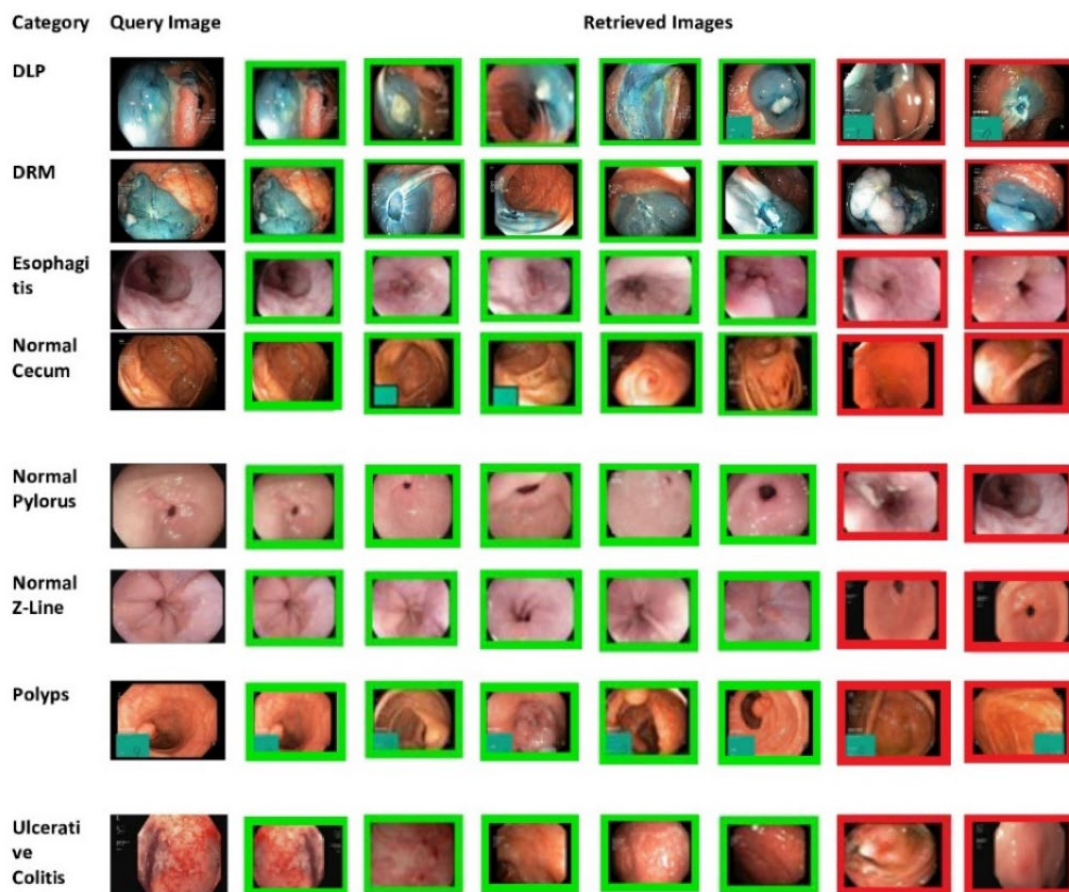 Category Query Image Retrieved Images
DLP
DRM
Esophagi
tis
Normal
Cecum
Normal
Pylorus
Normal
Z-Line
Polyps
Ulcerati
ve
Colitis